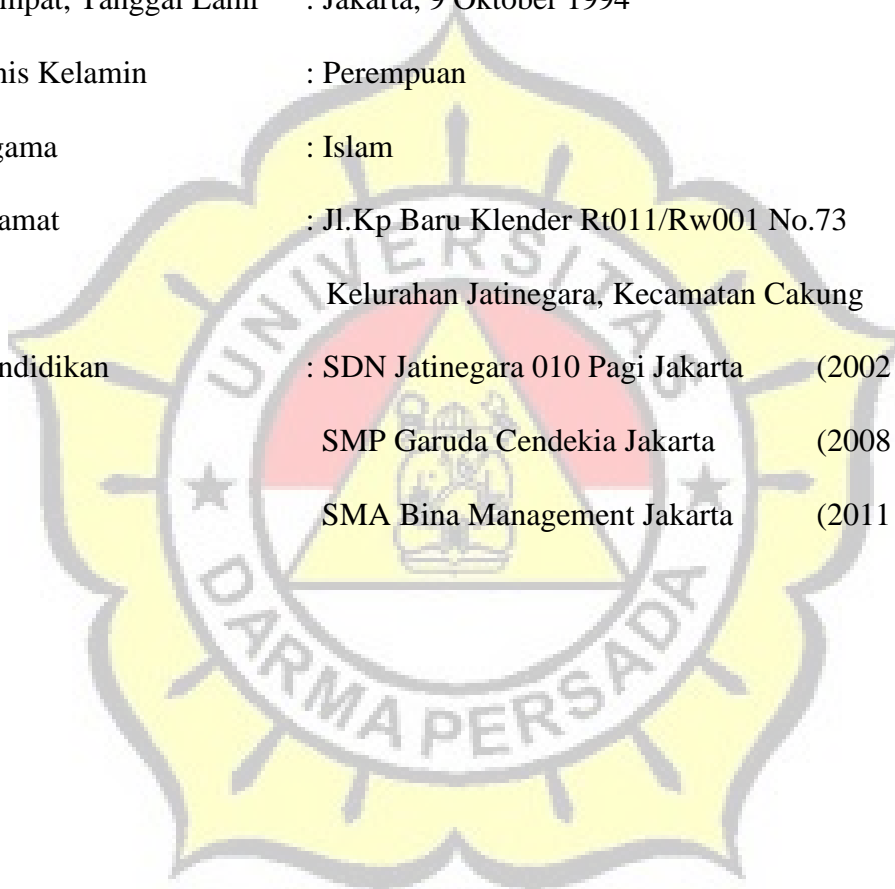 mpat, Tanggal Lahir : Jakarta, 9 Oktober 1994
nis Kelamin : Perempuan
gama : Islam
amat : Jl.Kp Baru Klender Rt011/Rw001 No.73
Kelurahan Jatinegara, Kecamatan Cakung
ndidikan : SDN Jatinegara 010 Pagi Jakarta (2002
SMP Garuda Cendekia Jakarta (2008
SMA Bina Management Jakarta (2011
UNIVERSITAS
DARMA PERSADA